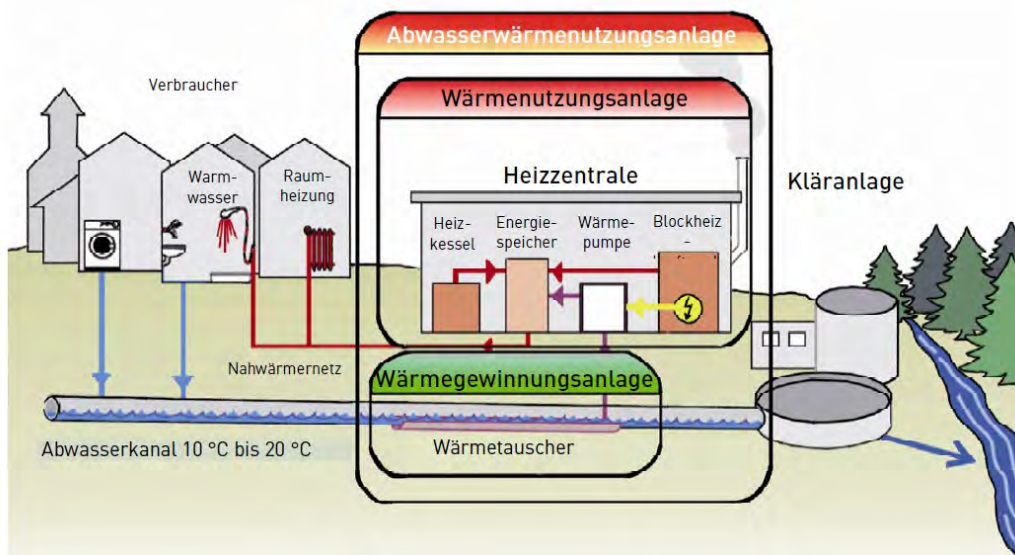 Abwasserwärmenutzungsanlage
Verbraucher
Wärmenutzungsanlage
Warm-
wasser
Raum-
heizung
Heizzentrale
Kläranlage
Heiz-
kessel
Energie-
speicher
Wärme-
pumpe
Blockheiz
-
Nahwärmernetz
Wärmegewinnungsanlage
Abwasserkanal 10 °C bis 20 °C
Wärmetauscher